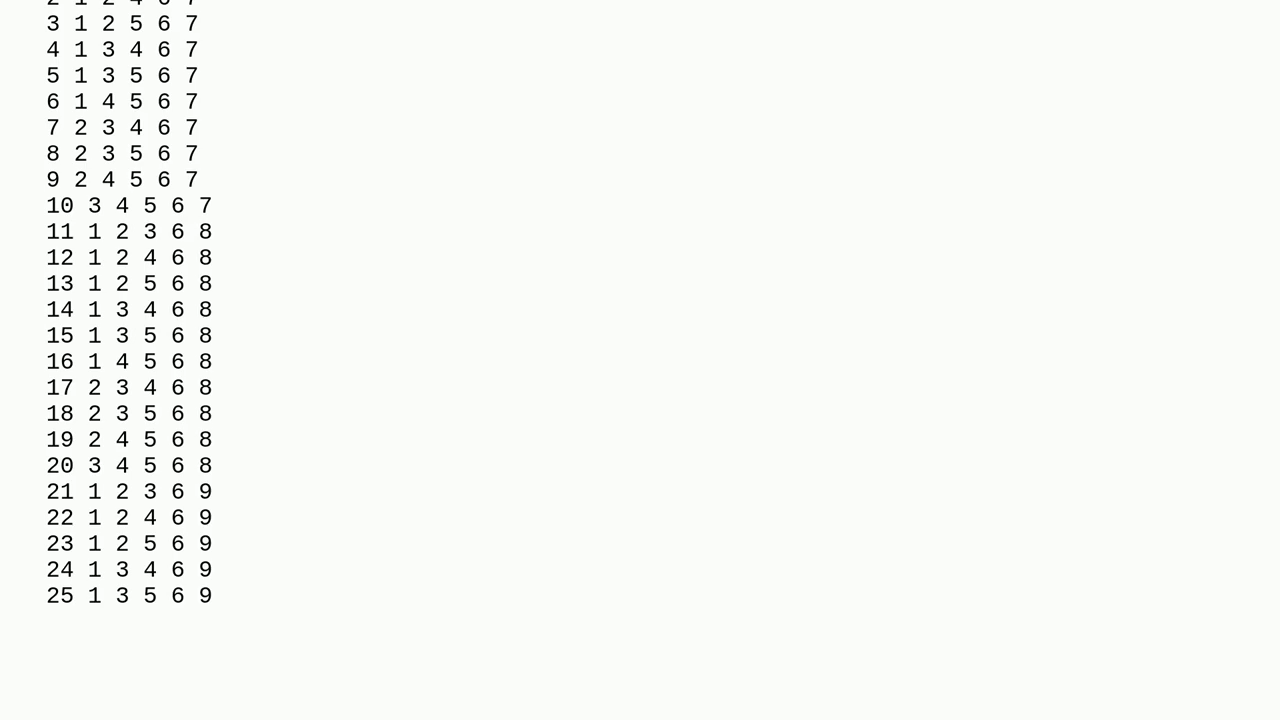 2 1 2 4 6 7
3 1 2 5 6 7
4 1 3 4 6 7
5 1 3 5 6 7
6 1 4 5 6 7
7 2 3 4 6 7
8 2 3 5 6 7
9 2 4 5 6 7
10 3 4 5 6 7
11 1 2 3 6 8
12 1 2 4 6 8
13 1 2 5 6 8
14 1 3 4 6 8
15 1 3 5 6 8
16 1 4 5 6 8
17 2 3 4 6 8
18 2 3 5 6 8
19 2 4 5 6 8
20 3 4 5 6 8
21 1 2 3 6 9
22 1 2 4 6 9
23 1 2 5 6 9
24 1 3 4 6 9
25 1 3 5 6 9